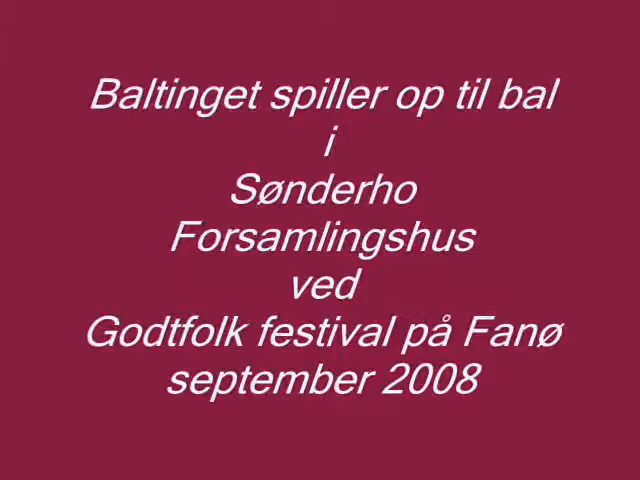 Baltinget spiller op til bal
i
Sønderho
Forsamlingshus
ved
Godtfolk festival på Fanø
september 2008